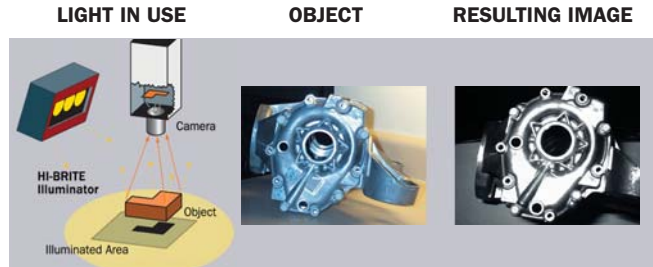 LIGHT IN USE
OBJECT
RESULTING IMAGE
Camera
HI-BRITE
Illuminator
Object
Illuminated Area